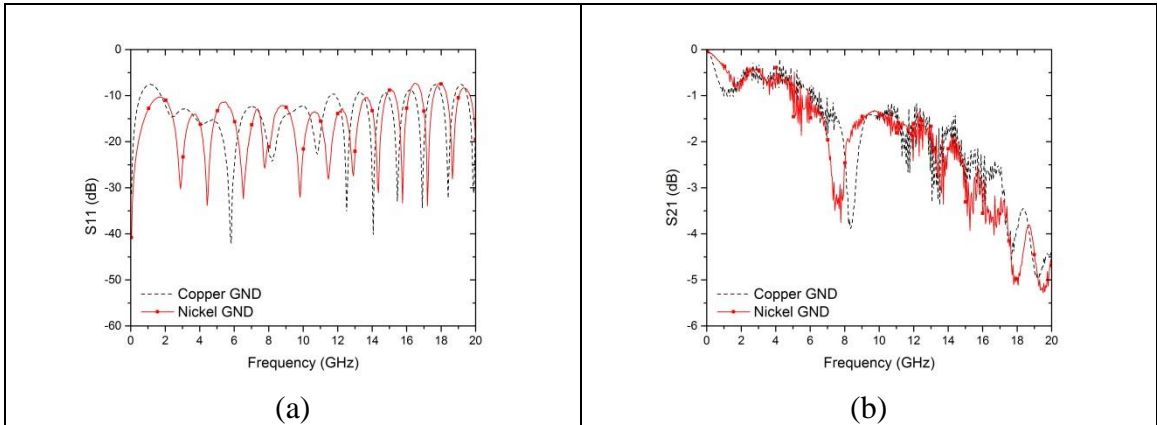 0
-10
-20
-30
-40
-50
-60
S11 (dB)
Copper GND
Nickel GND
0 2 4 6 8 10 12 14 16 18 20
Frequency (GHz)
(a)
0
-1
-2
-3
-4
-5
-6
S21 (dB)
Copper GND
Nickel GND
0 2 4 6 8 10 12 14 16 18 20
Frequency (GHz)
(b)